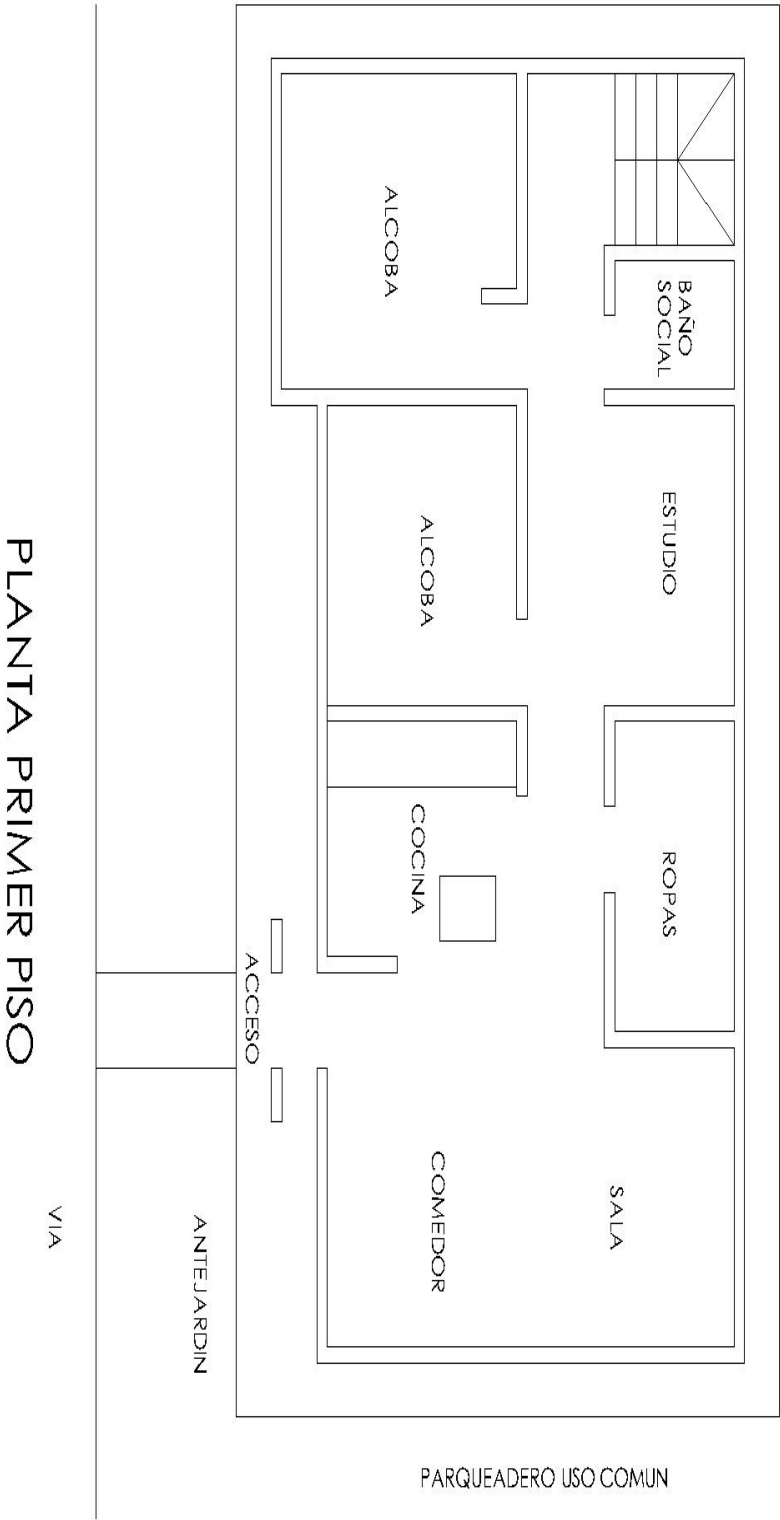 BAÑO
SOCIAL
ESTUDIO
ROPAS
SALA
ALCOBA
ALCOBA
COCINA
COMEDOR
ACCESO
ANTEJARDIN
VIA
PLANTA PRIMER PISO
PARQUEADERO USO COMUN